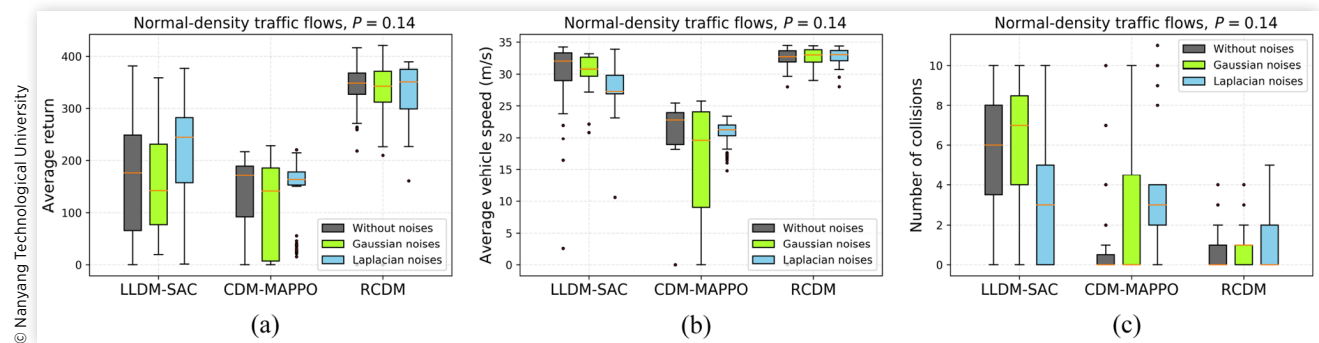 © Nanyang Technological University
Normal-density traffic flows, P = 0.14
Average return
400
300
200
100
0
Without noises
Gaussian noises
Laplacian noises
LLDM-SAC CDM-MAPPO RCDM
(a)
Normal-density traffic flows, P = 0.14
Average vehicle speed (m/s)
35
30
25
20
15
10
5
0
Without noises
Gaussian noises
Laplacian noises
LLDM-SAC CDM-MAPPO RCDM
(b)
Normal-density traffic flows, P = 0.14
Number of collisions
10
8
6
4
2
0
Without noises
Gaussian noises
Laplacian noises
LLDM-SAC CDM-MAPPO RCDM
(c)